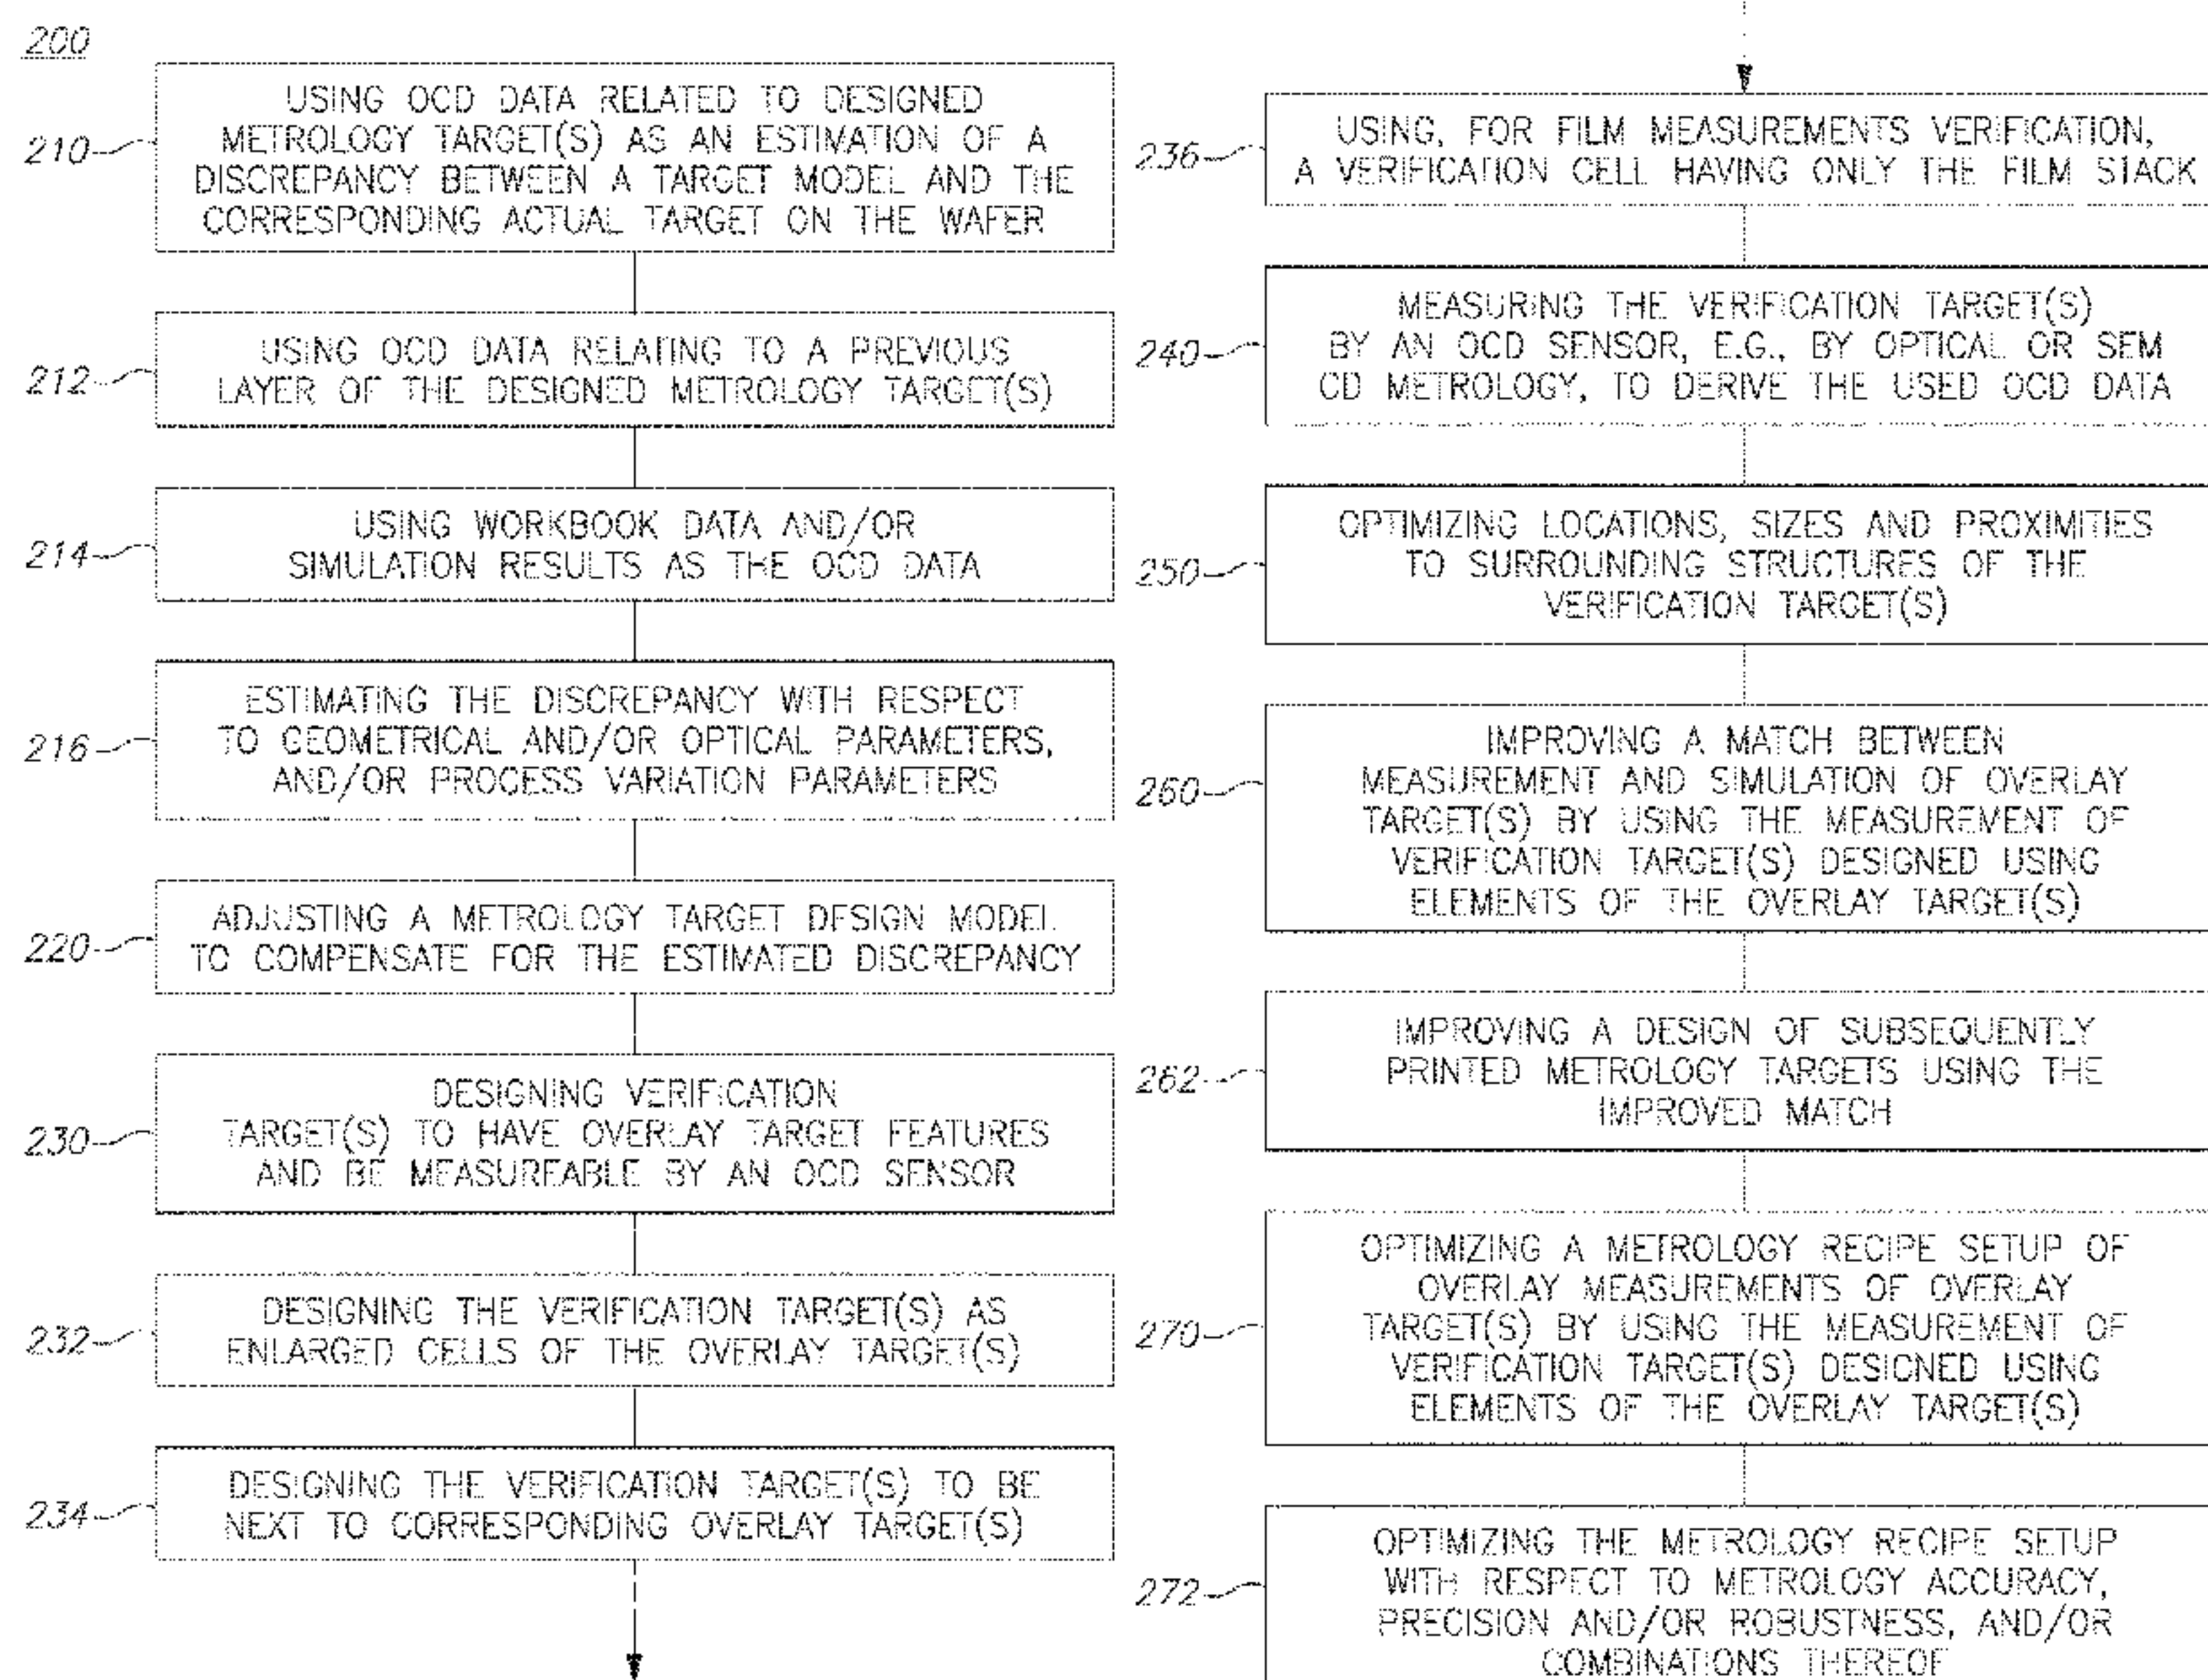 200
210
USING OCD DATA RELATED TO DESIGNED
METROLOGY TARGET(S) AS AN ESTIMATION OF A
DISCREPANCY BETWEEN A TARGET MODEL AND THE
CORRESPONDING ACTUAL TARGET ON THE WAFER
212
USING OCD DATA RELATING TO A PREVIOUS
LAYER OF THE DESIGNED METROLOGY TARGET(S)
214
USING WORKBOOK DATA AND/OR
SIMULATION RESULTS AS THE OCD DATA
216
ESTIMATING THE DISCREPANCY WITH RESPECT
TO GEOMETRICAL AND/OR OPTICAL PARAMETERS,
AND/OR PROCESS VARIATION PARAMETERS
220
ADJUSTING A METROLOGY TARGET DESIGN MODEL
TO COMPENSATE FOR THE ESTIMATED DISCREPANCY
230
DESIGNING VERIFICATION
TARGET(S) TO HAVE OVERLAY TARGET FEATURES
AND BE MEASUREABLE BY AN OCD SENSOR
232
DESIGNING THE VERIFICATION TARGET(S) AS
ENLARGED CELLS OF THE OVERLAY TARGET(S)
234
DESIGNING THE VERIFICATION TARGET(S) TO BE
NEXT TO CORRESPONDING OVERLAY TARGET(S)
236
USING, FOR FILM MEASUREMENTS VERIFICATION,
A VERIFICATION CELL HAVING ONLY THE FILM STACK
240
MEASURING THE VERIFICATION TARGET(S)
BY AN OCD SENSOR, E.G., BY OPTICAL OR SEM
CD METROLOGY, TO DERIVE THE USED OCD DATA
250
OPTIMIZING LOCATIONS, SIZES AND PROXIMITIES
TO SURROUNDING STRUCTURES OF THE
VERIFICATION TARGET(S)
260
IMPROVING A MATCH BETWEEN
MEASUREMENT AND SIMULATION OF OVERLAY
TARGET(S) BY USING THE MEASUREMENT OF
VERIFICATION TARGET(S) DESIGNED USING
ELEMENTS OF THE OVERLAY TARGET(S)
262
IMPROVING A DESIGN OF SUBSEQUENTLY
PRINTED METROLOGY TARGETS USING THE
IMPROVED MATCH
270
OPTIMIZING A METROLOGY RECIPE SETUP OF
OVERLAY MEASUREMENTS OF OVERLAY
TARGET(S) BY USING THE MEASUREMENT OF
VERIFICATION TARGET(S) DESIGNED USING
ELEMENTS OF THE OVERLAY TARGET(S)
272
OPTIMIZING THE METROLOGY RECIPE SETUP
WITH RESPECT TO METROLOGY ACCURACY,
PRECISION AND/OR ROBUSTNESS, AND/OR
COMBINATIONS THEREOF